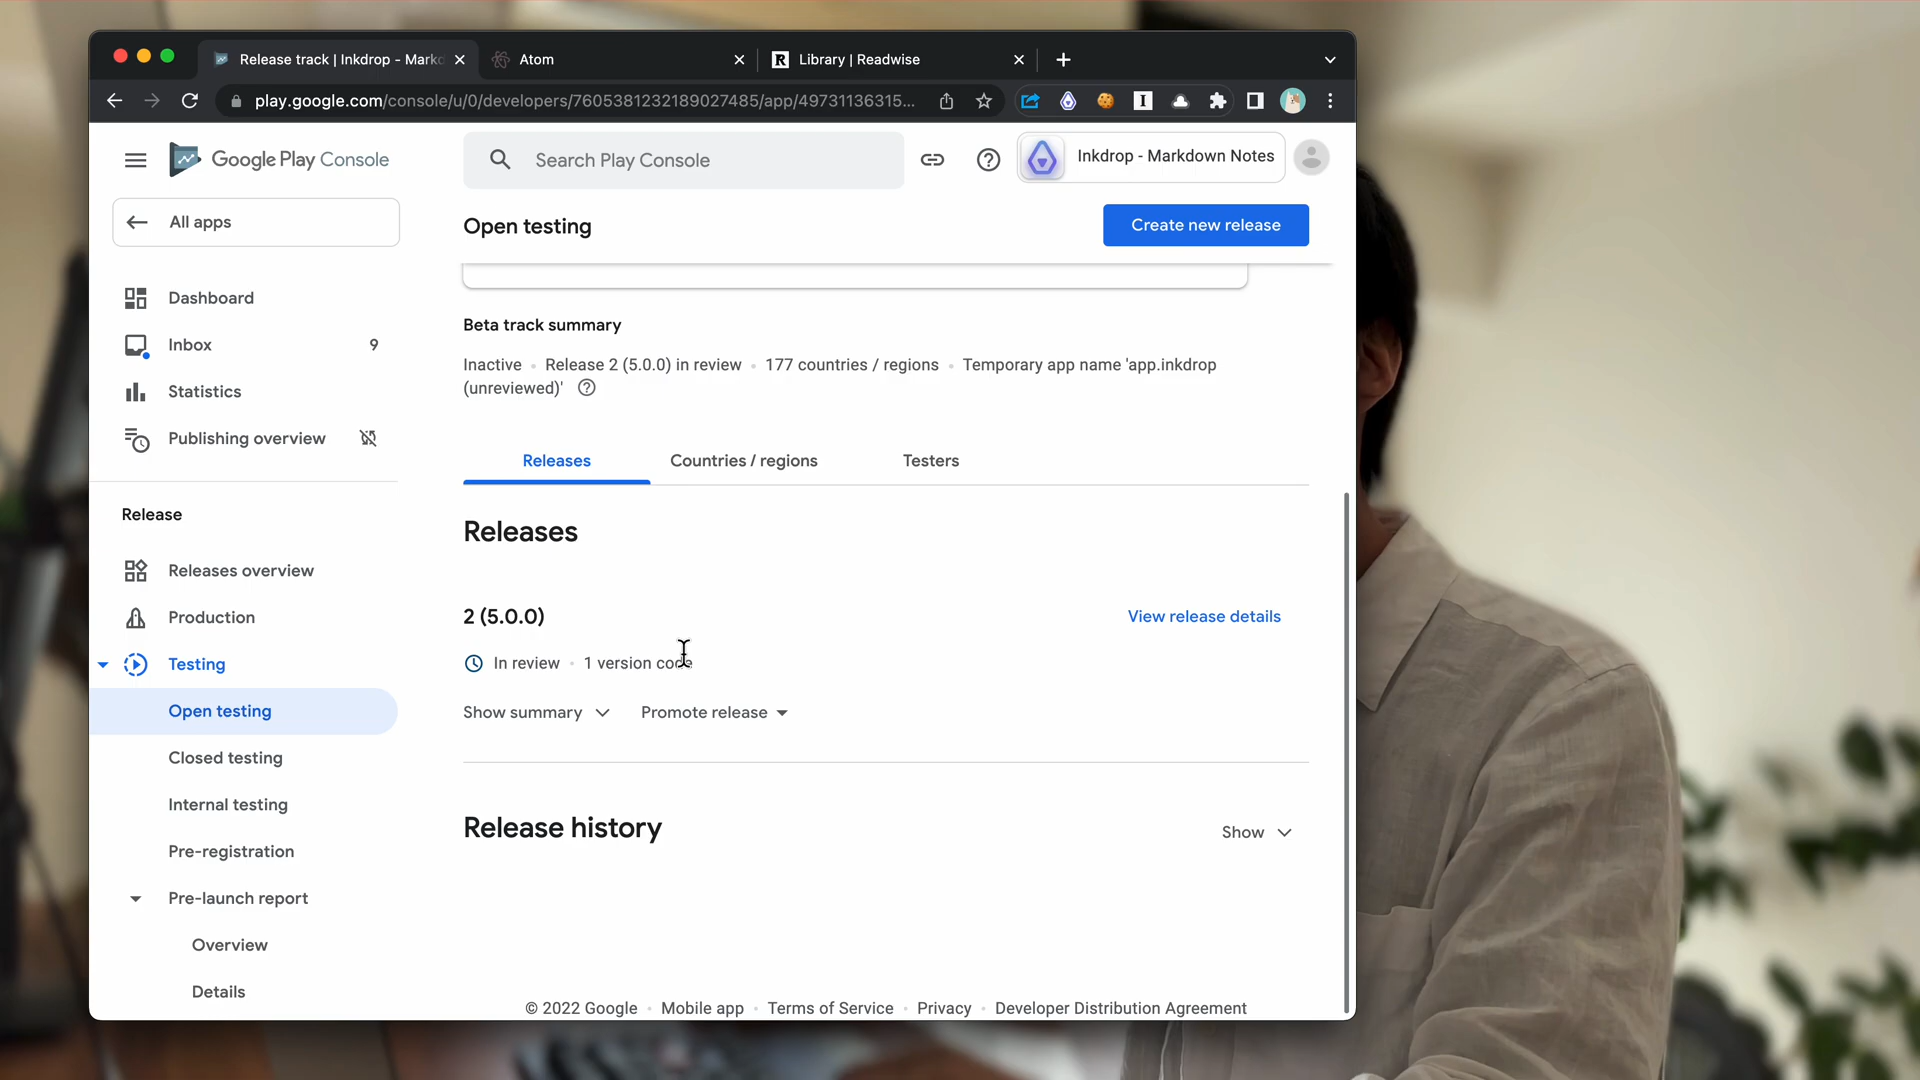 Release track | Inkdrop - Markd
Atom
Library | Readwise
play.google.com/console/u/0/developers/7605381232189027485/app/49731136315...
Google Play Console
Search Play Console
Inkdrop - Markdown Notes
All apps
Open testing
Create new release
Dashboard
Inbox 9
Statistics
Publishing overview
Release
Releases overview
Production
Testing
Open testing
Closed testing
Internal testing
Pre-registration
Pre-launch report
Overview
Details
Beta track summary
Inactive • Release 2 (5.0.0) in review • 177 countries / regions • Temporary app name 'app.inkdrop
(unreviewed)'
Releases
Countries / regions
Testers
Releases
2 (5.0.0)
View release details
In review • 1 version code
Show summary
Promote release
Release history
Show
© 2022 Google • Mobile app • Terms of Service • Privacy • Developer Distribution Agreement